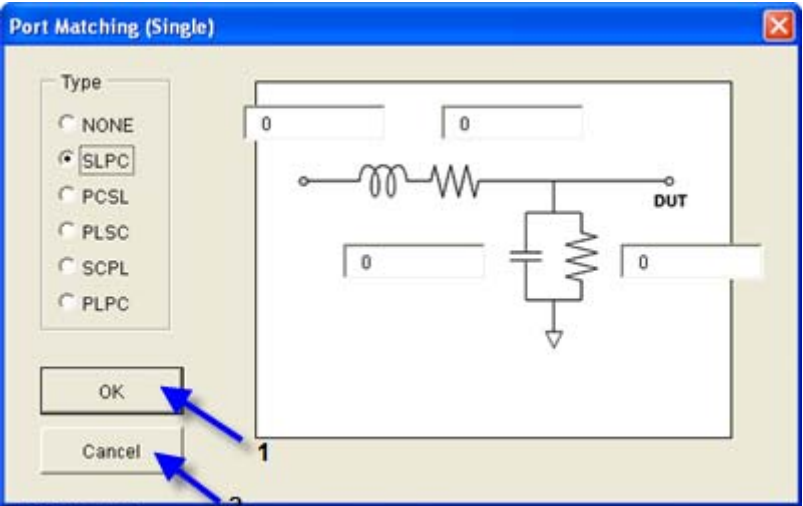 Port Matching (Single)
Type
NONE
SLPC
PCSL
PLSC
SCPL
PLPC
OK
Cancel
0
0
DUT
0
0
1